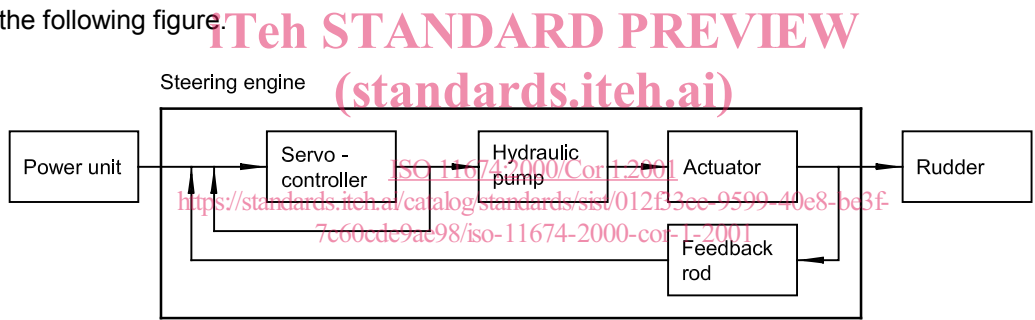 the following figure.
iTeh STANDARD PREVIEW
(standards.iteh.ai)
Steering engine
Power unit
Servo -
controller
Hydraulic
pump
Actuator
Rudder
ISO 11674:2000/Cor 1:2001
https://standards.iteh.ai/catalog/standards/sist/012f33ee-9599-40e8-be3f-
7c60cde9ae98/iso-11674-2000-cor-1-2001
Feedback
rod